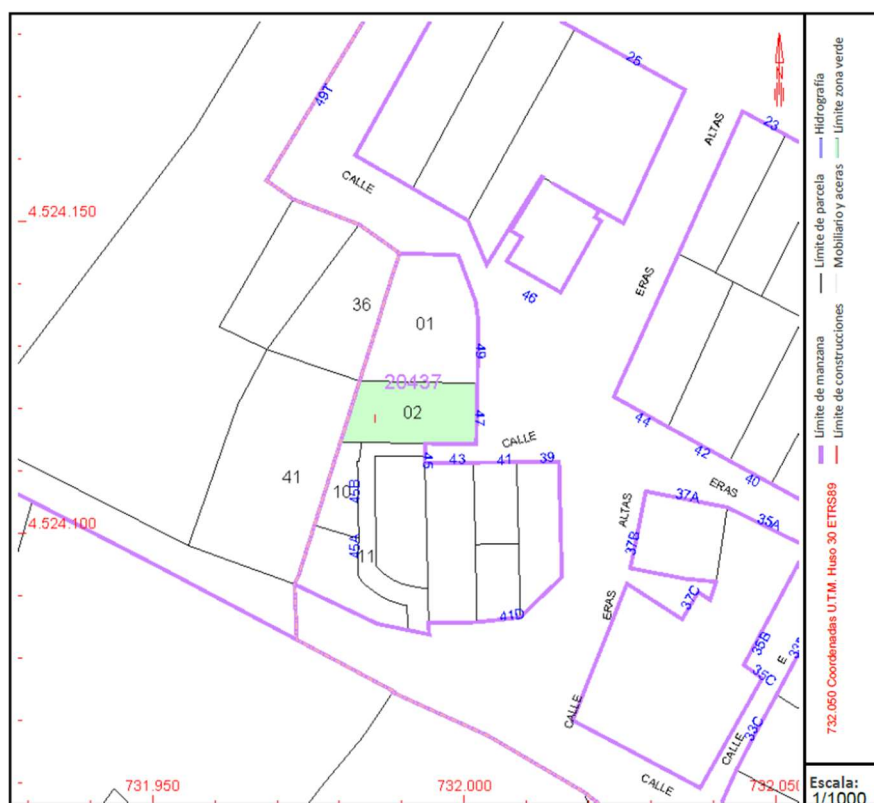 26
23
ALTAS
49T
CALLE
4.524.150
ERAS
46
36
01
49
20437
02
47
44
CALLE
42
45
43
41
39
40
41
10
45B
37A
ERAS
ALTAS
35A
4.524.100
45A
11
37B
37C
ERAS
41D
35B
E
35C
CALLE
33C
CALLE
CALLE
731.950
732.000
732.050
Límite de manzana
Límite de parcela
Hidrografía
Límite de construcciones
Mobiliario y aceras
Límite zona verde
732.050 Coordenadas U.T.M. Huso 30 ETRS89
Escala:
1/1000